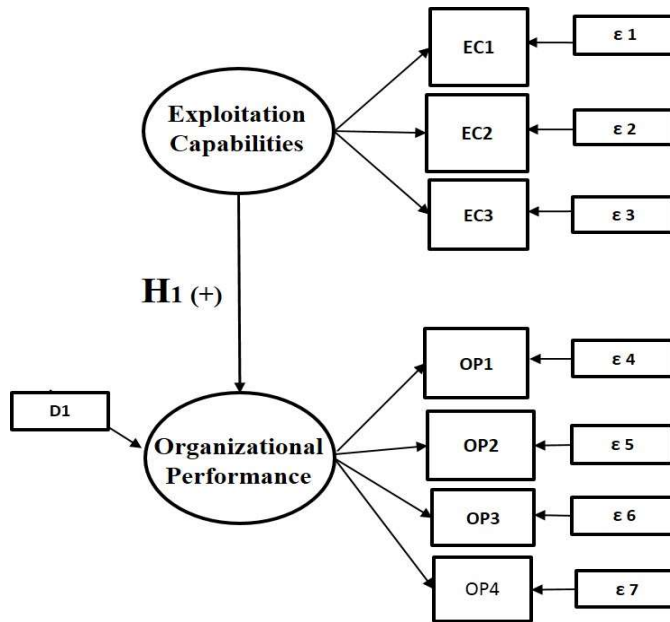 EC1
ε 1
Exploitation
Capabilities
EC2
ε 2
EC3
ε 3
H1 (+)
OP1
ε 4
D1
Organizational
Performance
OP2
ε 5
OP3
ε 6
OP4
ε 7